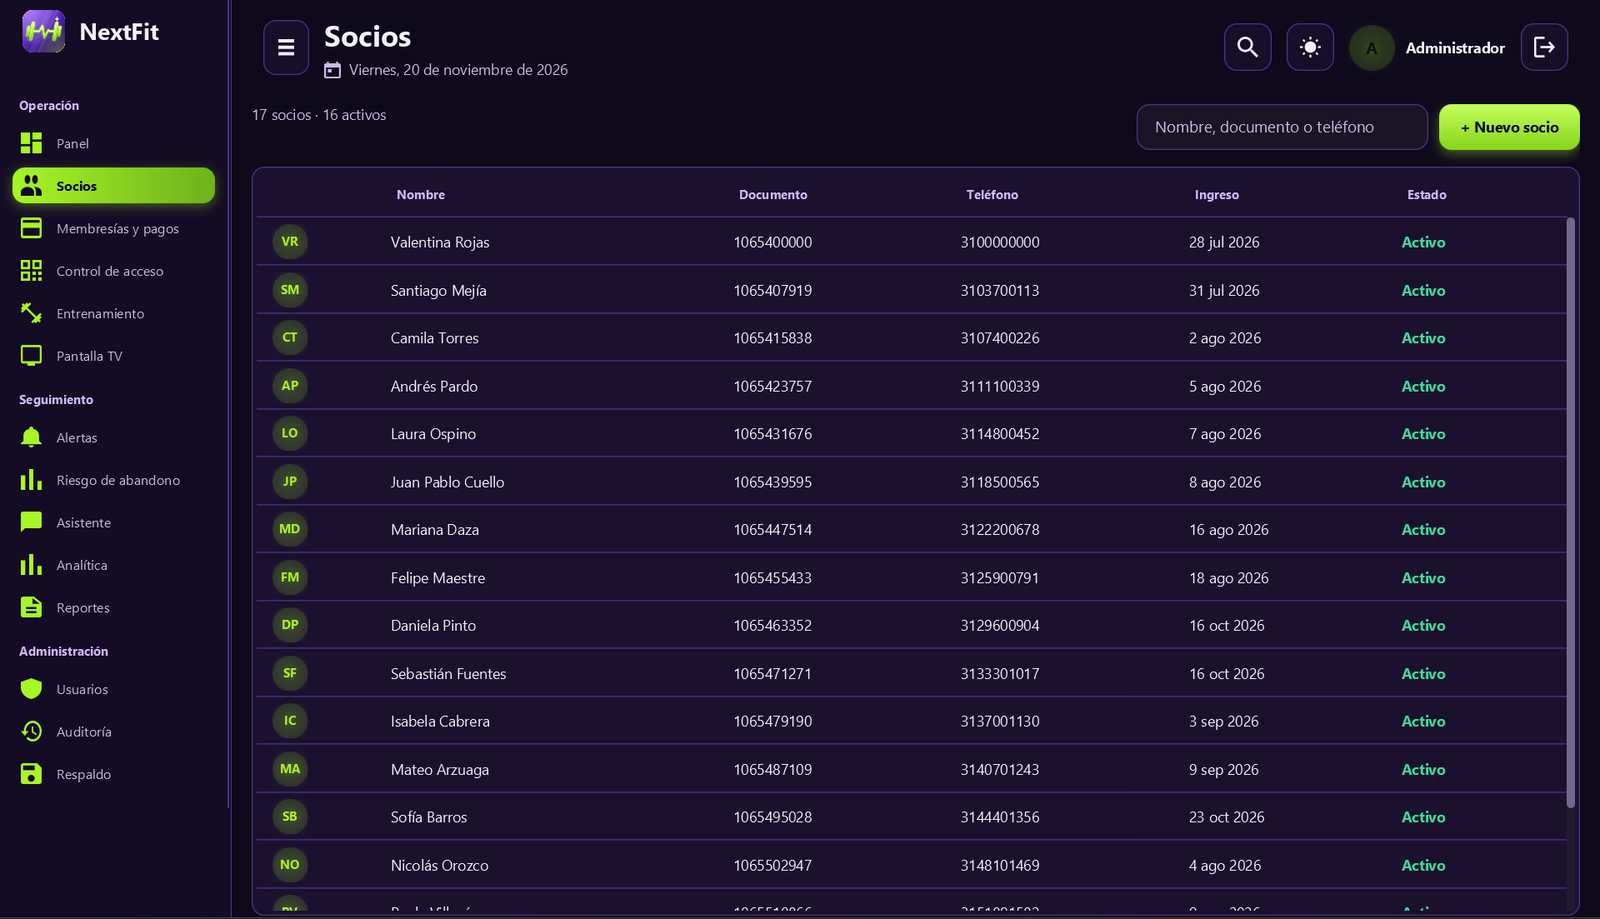 NextFit
Operación
Panel
Socios
Membresías y pagos
Control de acceso
Entrenamiento
Pantalla TV
Seguimiento
Alertas
Riesgo de abandono
Asistente
Analítica
Reportes
Administración
Usuarios
Auditoría
Respaldo
Socios
Viernes, 20 de noviembre de 2026
A Administrador
17 socios · 16 activos
Nombre, documento o teléfono
+ Nuevo socio
Nombre Documento Teléfono Ingreso Estado
VR Valentina Rojas 1065400000 3100000000 28 jul 2026 Activo
SM Santiago Mejía 1065407919 3103700113 31 jul 2026 Activo
CT Camila Torres 1065415838 3107400226 2 ago 2026 Activo
AP Andrés Pardo 1065423757 3111100339 5 ago 2026 Activo
LO Laura Ospino 1065431676 3114800452 7 ago 2026 Activo
JP Juan Pablo Cuello 1065439595 3118500565 8 ago 2026 Activo
MD Mariana Daza 1065447514 3122200678 16 ago 2026 Activo
FM Felipe Maestre 1065455433 3125900791 18 ago 2026 Activo
DP Daniela Pinto 1065463352 3129600904 16 oct 2026 Activo
SF Sebastián Fuentes 1065471271 3133301017 16 oct 2026 Activo
IC Isabela Cabrera 1065479190 3137001130 3 sep 2026 Activo
MA Mateo Arzuaga 1065487109 3140701243 9 sep 2026 Activo
SB Sofía Barros 1065495028 3144401356 23 oct 2026 Activo
NO Nicolás Orozco 1065502947 3148101469 4 ago 2026 Activo